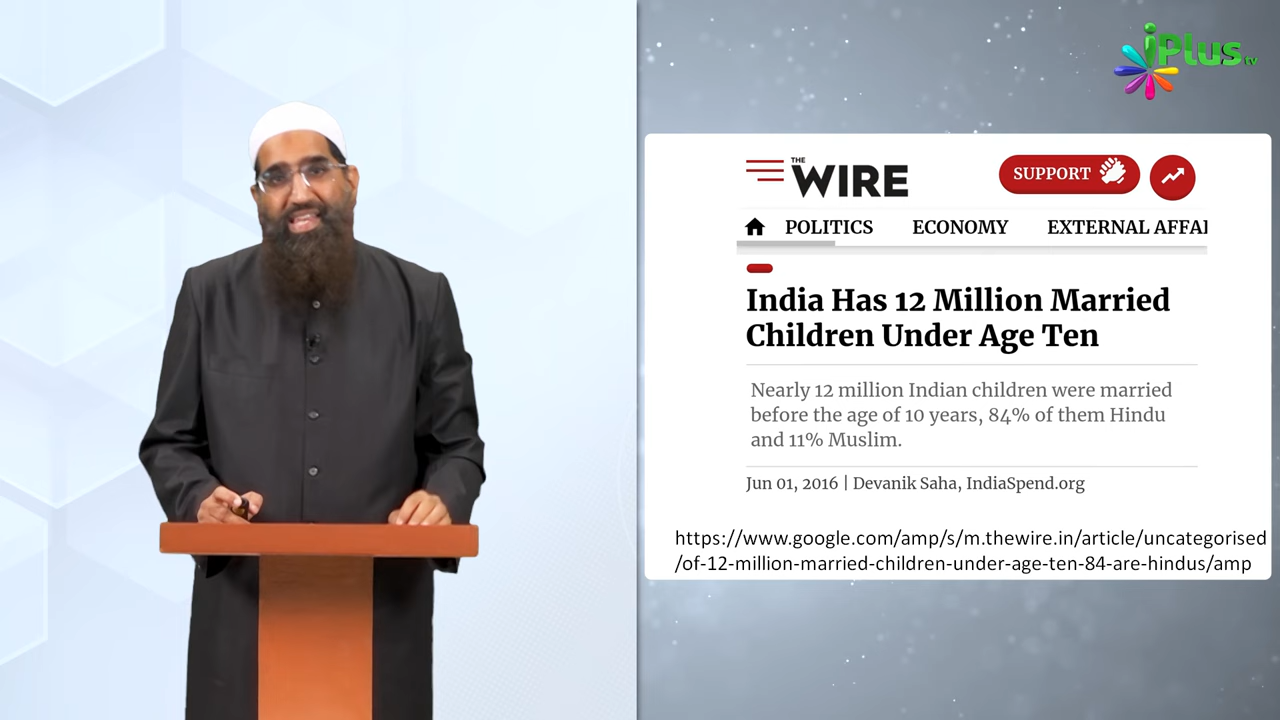 iPlus tv
THE
WIRE
SUPPORT
POLITICS ECONOMY EXTERNAL AFFAI
India Has 12 Million Married
Children Under Age Ten
Nearly 12 million Indian children were married
before the age of 10 years, 84% of them Hindu
and 11% Muslim.
Jun 01, 2016 | Devanik Saha, IndiaSpend.org
https://www.google.com/amp/s/m.thewire.in/article/uncategorised
/of-12-million-married-children-under-age-ten-84-are-hindus/amp